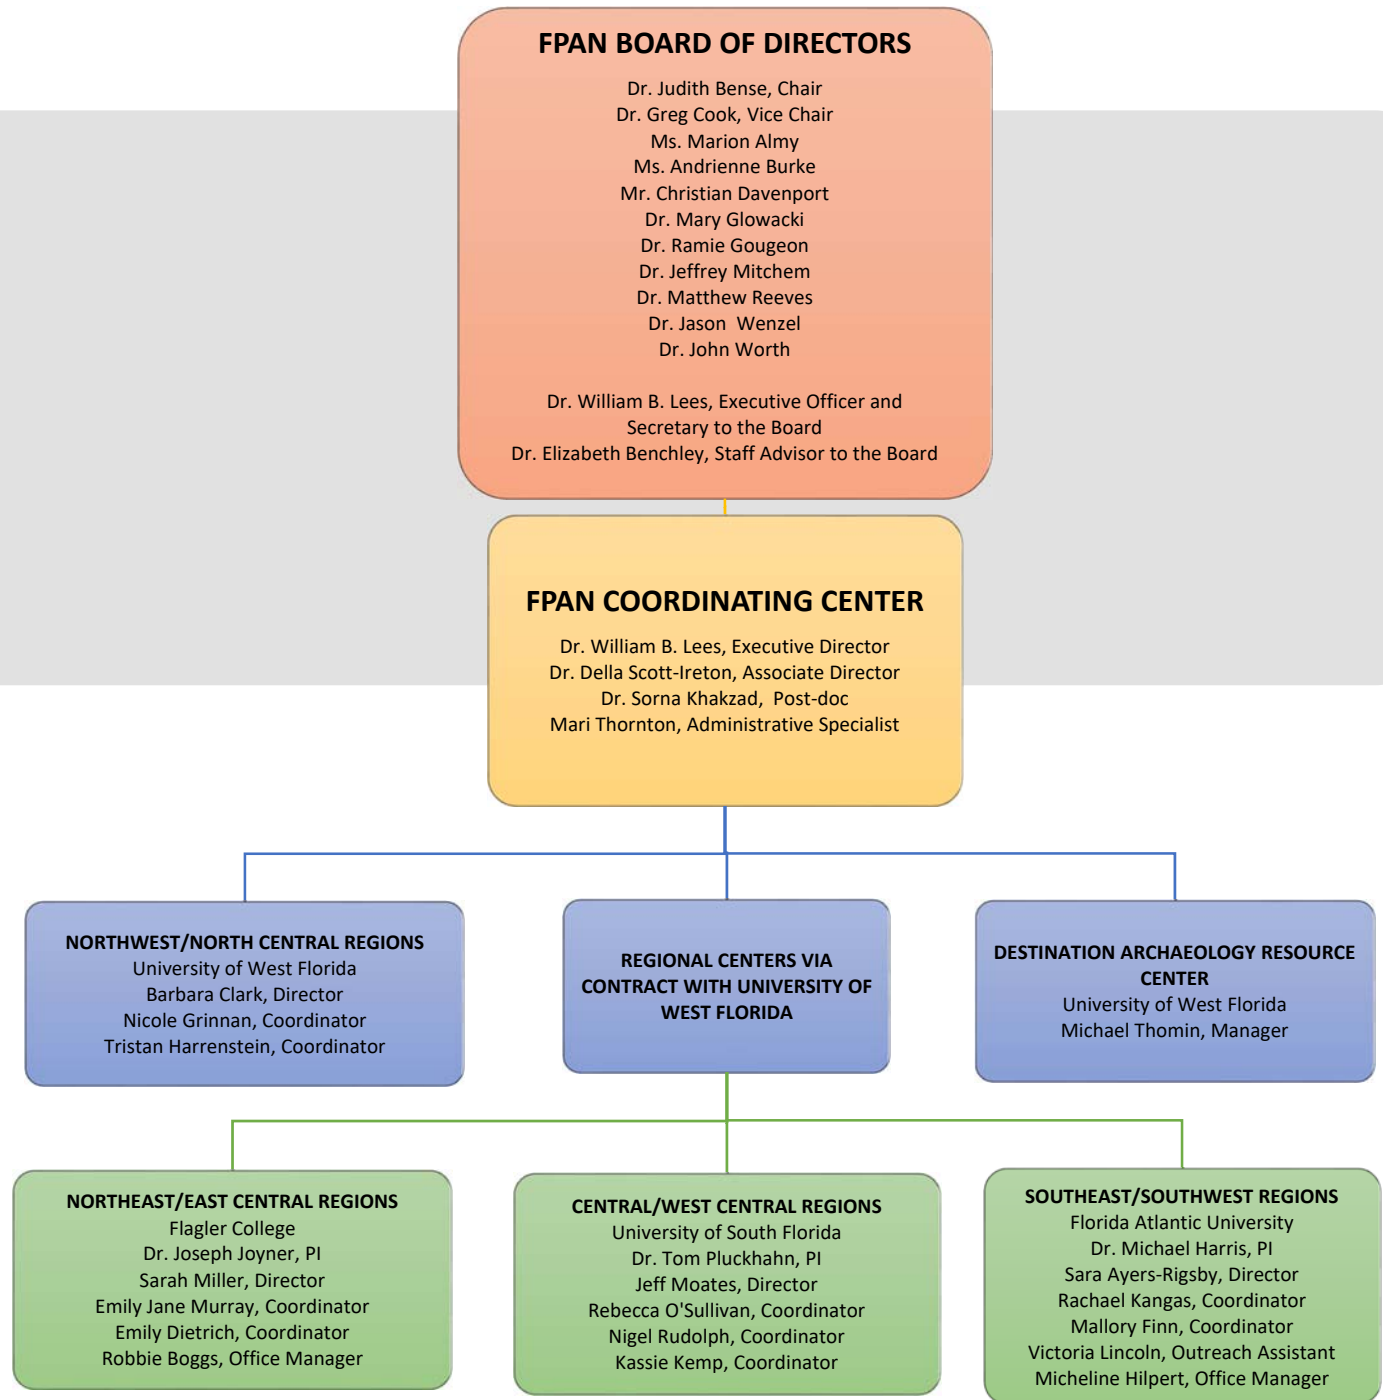 FPAN BOARD OF DIRECTORS
Dr. Judith Bense, Chair
Dr. Greg Cook, Vice Chair
Ms. Marion Almy
Ms. Andrienne Burke
Mr. Christian Davenport
Dr. Mary Glowacki
Dr. Ramie Gougeon
Dr. Jeffrey Mitchem
Dr. Matthew Reeves
Dr. Jason Wenzel
Dr. John Worth
Dr. William B. Lees, Executive Officer and
Secretary to the Board
Dr. Elizabeth Benchley, Staff Advisor to the Board
FPAN COORDINATING CENTER
Dr. William B. Lees, Executive Director
Dr. Della Scott-Ireton, Associate Director
Dr. Sorna Khakzad, Post-doc
Mari Thornton, Administrative Specialist
NORTHWEST/NORTH CENTRAL REGIONS
University of West Florida
Barbara Clark, Director
Nicole Grinnan, Coordinator
Tristan Harrenstein, Coordinator
REGIONAL CENTERS VIA
CONTRACT WITH UNIVERSITY OF
WEST FLORIDA
DESTINATION ARCHAEOLOGY RESOURCE
CENTER
University of West Florida
Michael Thomin, Manager
NORTHEAST/EAST CENTRAL REGIONS
Flagler College
Dr. Joseph Joyner, PI
Sarah Miller, Director
Emily Jane Murray, Coordinator
Emily Dietrich, Coordinator
Robbie Boggs, Office Manager
CENTRAL/WEST CENTRAL REGIONS
University of South Florida
Dr. Tom Pluckhahn, PI
Jeff Moates, Director
Rebecca O'Sullivan, Coordinator
Nigel Rudolph, Coordinator
Kassie Kemp, Coordinator
SOUTHEAST/SOUTHWEST REGIONS
Florida Atlantic University
Dr. Michael Harris, PI
Sara Ayers-Rigsby, Director
Rachael Kangas, Coordinator
Mallory Finn, Coordinator
Victoria Lincoln, Outreach Assistant
Micheline Hilpert, Office Manager